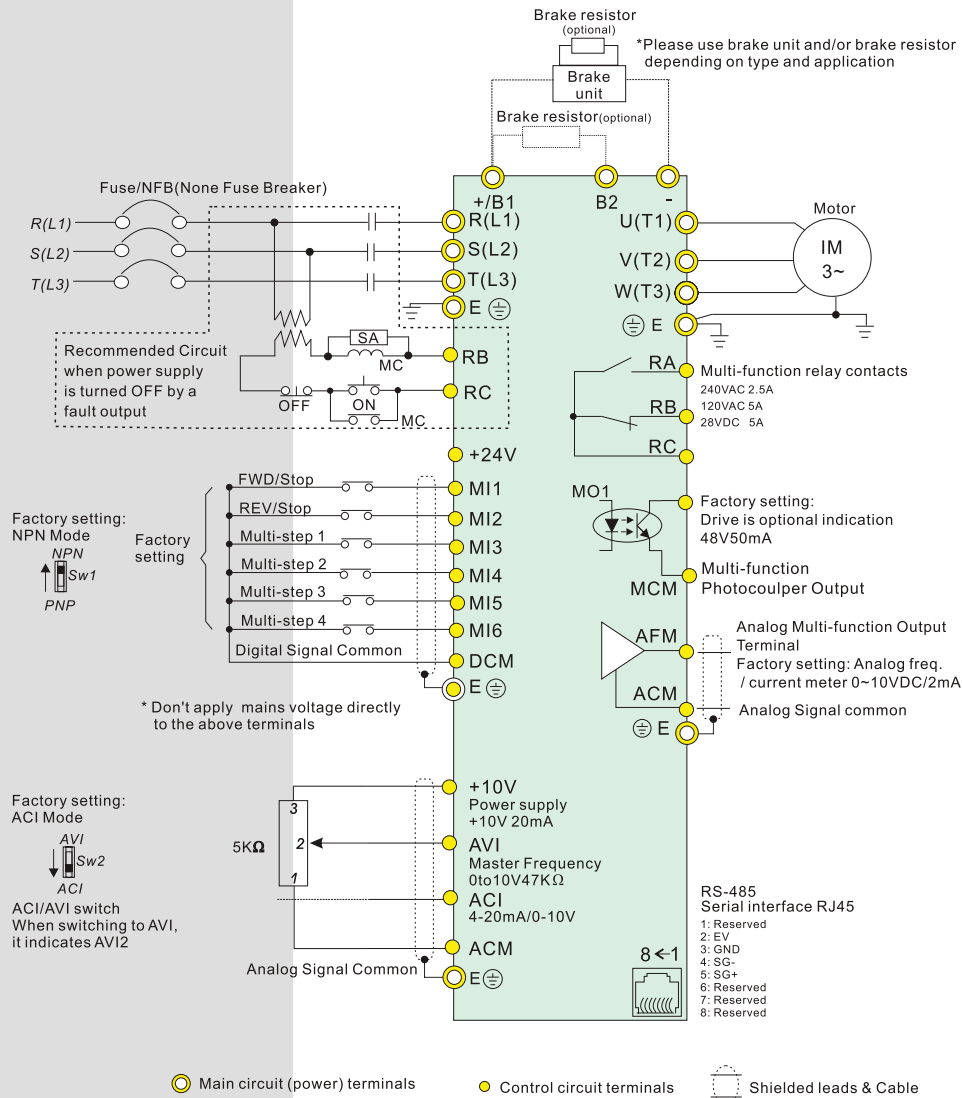 Brake resistor
(optional)
*Please use brake unit and/or brake resistor
depending on type and application
Brake
unit
Brake resistor(optional)
Fuse/NFB(None Fuse Breaker)
R(L1)
S(L2)
T(L3)
+/B1
B2
-
R(L1)
S(L2)
T(L3)
E
U(T1)
V(T2)
W(T3)
E
Motor
IM
3~
Recommended Circuit
when power supply
is turned OFF by a
fault output
SA
MC
OFF
ON
MC
RB
RC
RA
RB
RC
Multi-function relay contacts
240VAC 2.5A
120VAC 5A
28VDC 5A
+24V
Factory setting:
NPN Mode
NPN
Sw1
PNP
Factory
setting
FWD/Stop
REV/Stop
Multi-step 1
Multi-step 2
Multi-step 3
Multi-step 4
Digital Signal Common
MI1
MI2
MI3
MI4
MI5
MI6
DCM
E
* Don't apply mains voltage directly
to the above terminals
MO1
MCM
Factory setting:
Drive is optional indication
48V50mA
Multi-function
Photocoulper Output
AFM
ACM
E
Analog Multi-function Output
Terminal
Factory setting: Analog freq.
/ current meter 0~10VDC/2mA
Analog Signal common
Factory setting:
ACI Mode
AVI
Sw2
ACI
ACI/AVI switch
When switching to AVI,
it indicates AVI2
5KΩ
3
2
1
+10V
Power supply
+10V 20mA
AVI
Master Frequency
0to10V47KΩ
ACI
4-20mA/0-10V
ACM
Analog Signal Common
E
8←1
RS-485
Serial interface RJ45
1: Reserved
2: EV
3: GND
4: SG-
5: SG+
6: Reserved
7: Reserved
8: Reserved
Main circuit (power) terminals
Control circuit terminals
Shielded leads & Cable